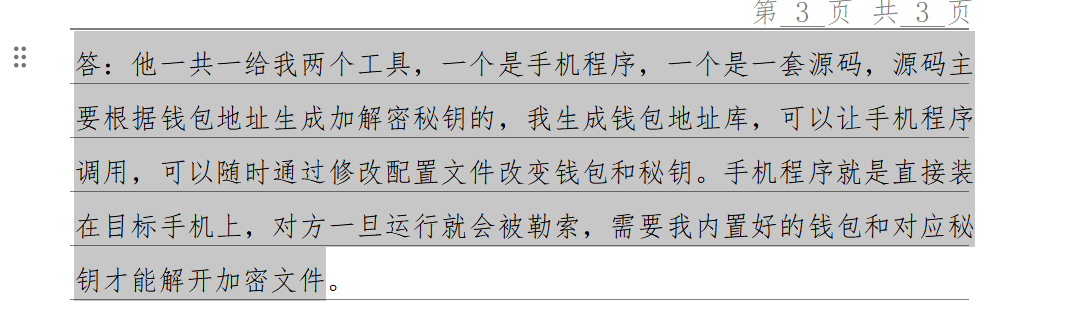 第 3 页 共 3 页
答：他一共一给我两个工具，一个是手机程序，一个是一套源码，源码主
要根据钱包地址生成加解密秘钥的，我生成钱包地址库，可以让手机程序
调用，可以随时通过修改配置文件改变钱包和秘钥。手机程序就是直接装
在目标手机上，对方一旦运行就会被勒索，需要我内置好的钱包和对应秘
钥才能解开加密文件。